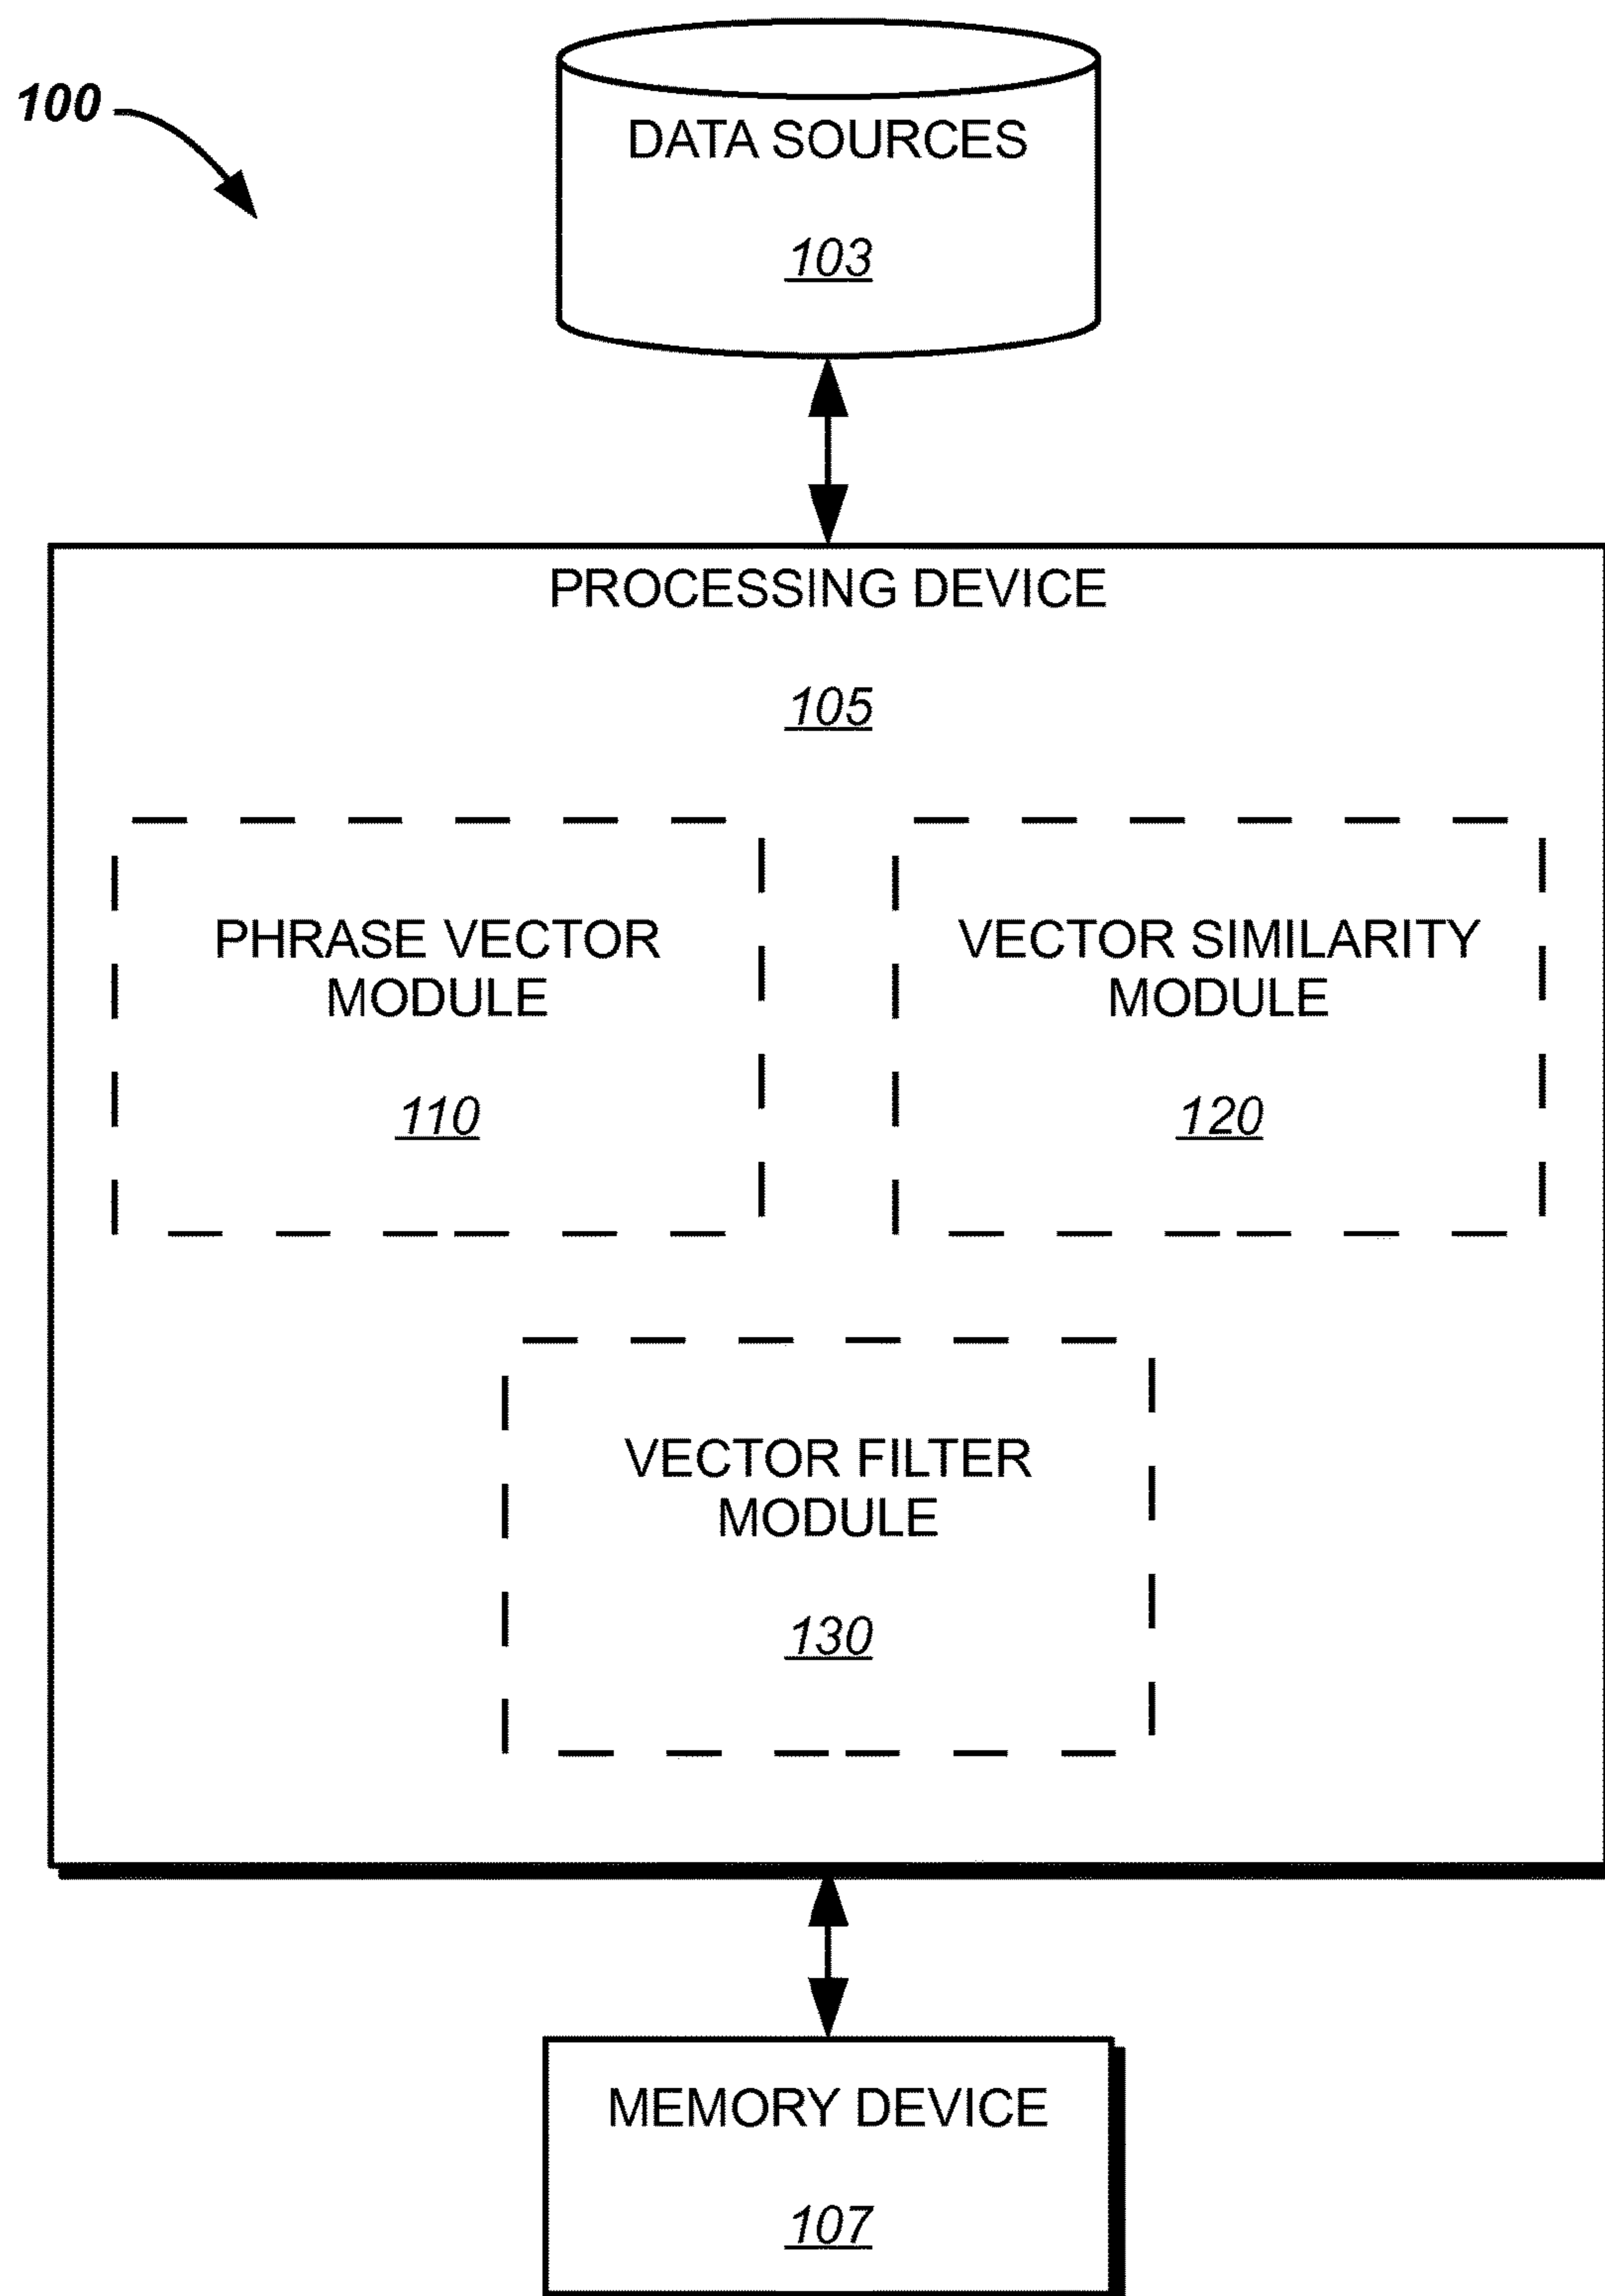 100
DATA SOURCES
103
PROCESSING DEVICE
105
PHRASE VECTOR
MODULE
110
VECTOR SIMILARITY
MODULE
120
VECTOR FILTER
MODULE
130
MEMORY DEVICE
107